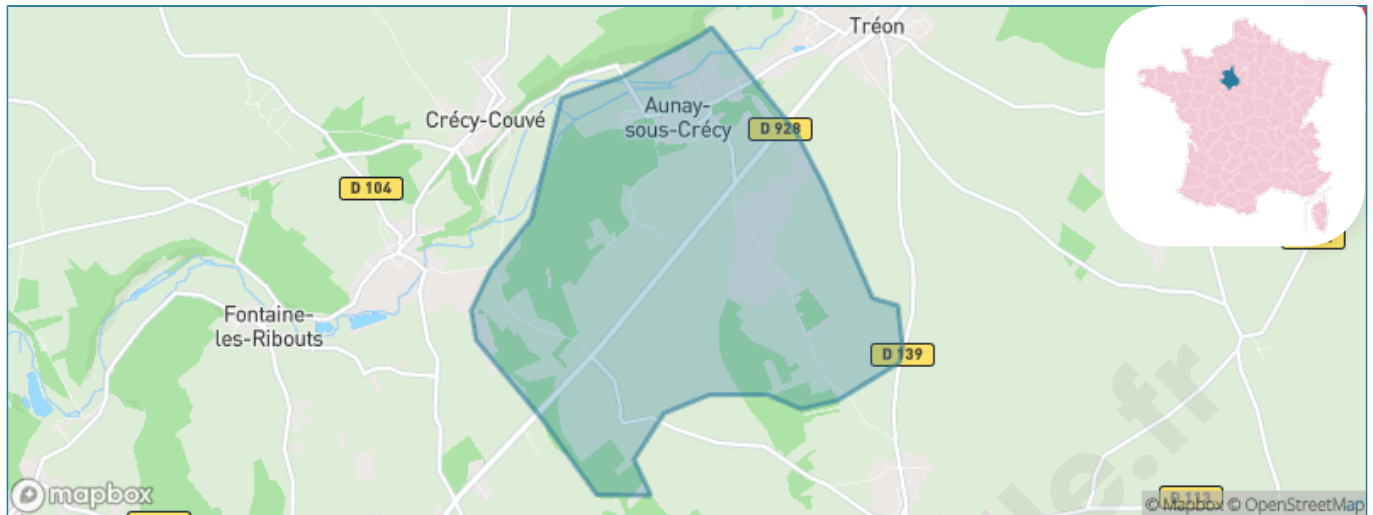 Tréon
Aunay-
sous-Crécy
Crécy-Couvé
D 928
D 104
Fontaine-
les-Ribouts
D 139
mapbox
© Mapbox © OpenStreetMap